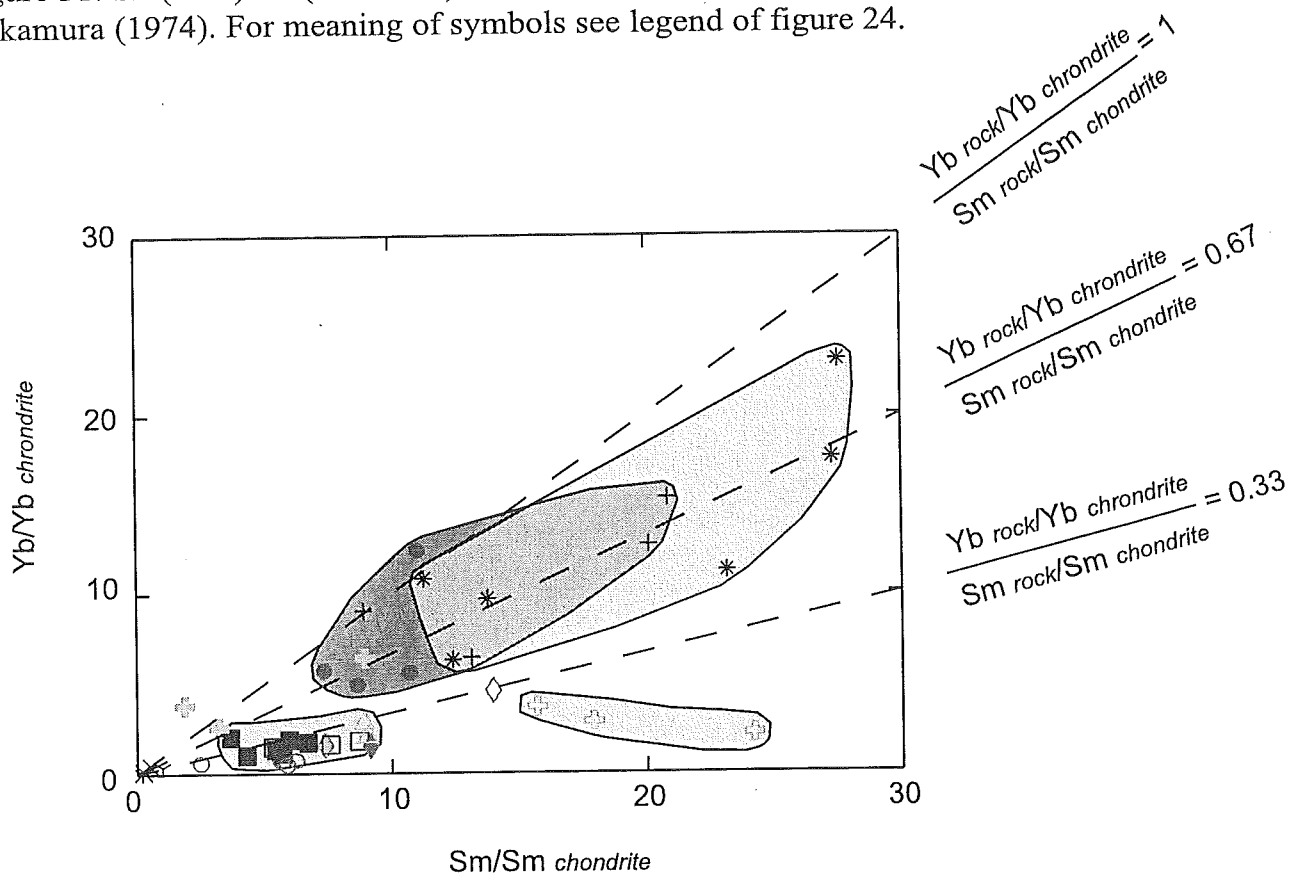 kamura (1974). For meaning of symbols see legend of figure 24.
Yb rock/Yb chrondrite = 1
Sm rock/Sm chondrite
Yb rock/Yb chrondrite = 0.67
Sm rock/Sm chondrite
Yb rock/Yb chrondrite = 0.33
Sm rock/Sm chondrite
Yb/Yb chrondrite
30
20
10
0
0
10
20
30
Sm/Sm chondrite